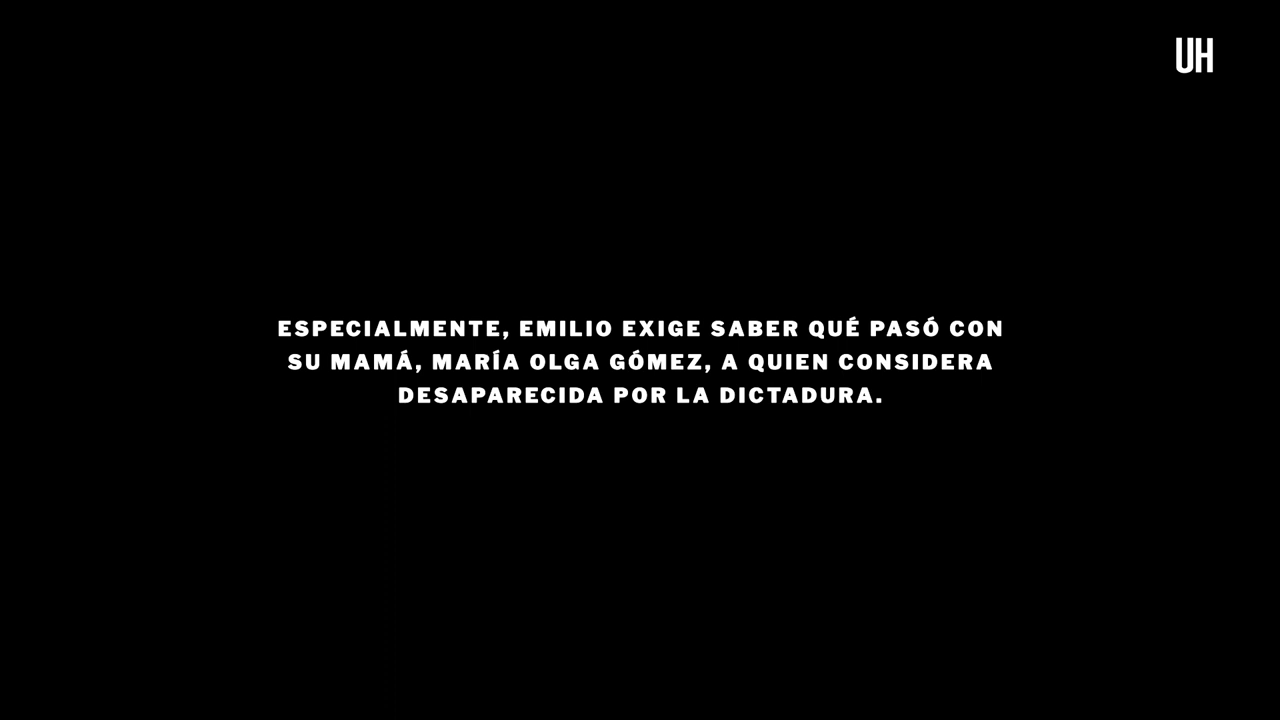 UH
ESPECIALMENTE, EMILIO EXIGE SABER QUÉ PASÓ CON
SU MAMÁ, MARÍA OLGA GÓMEZ, A QUIEN CONSIDERA
DESAPARECIDA POR LA DICTADURA.